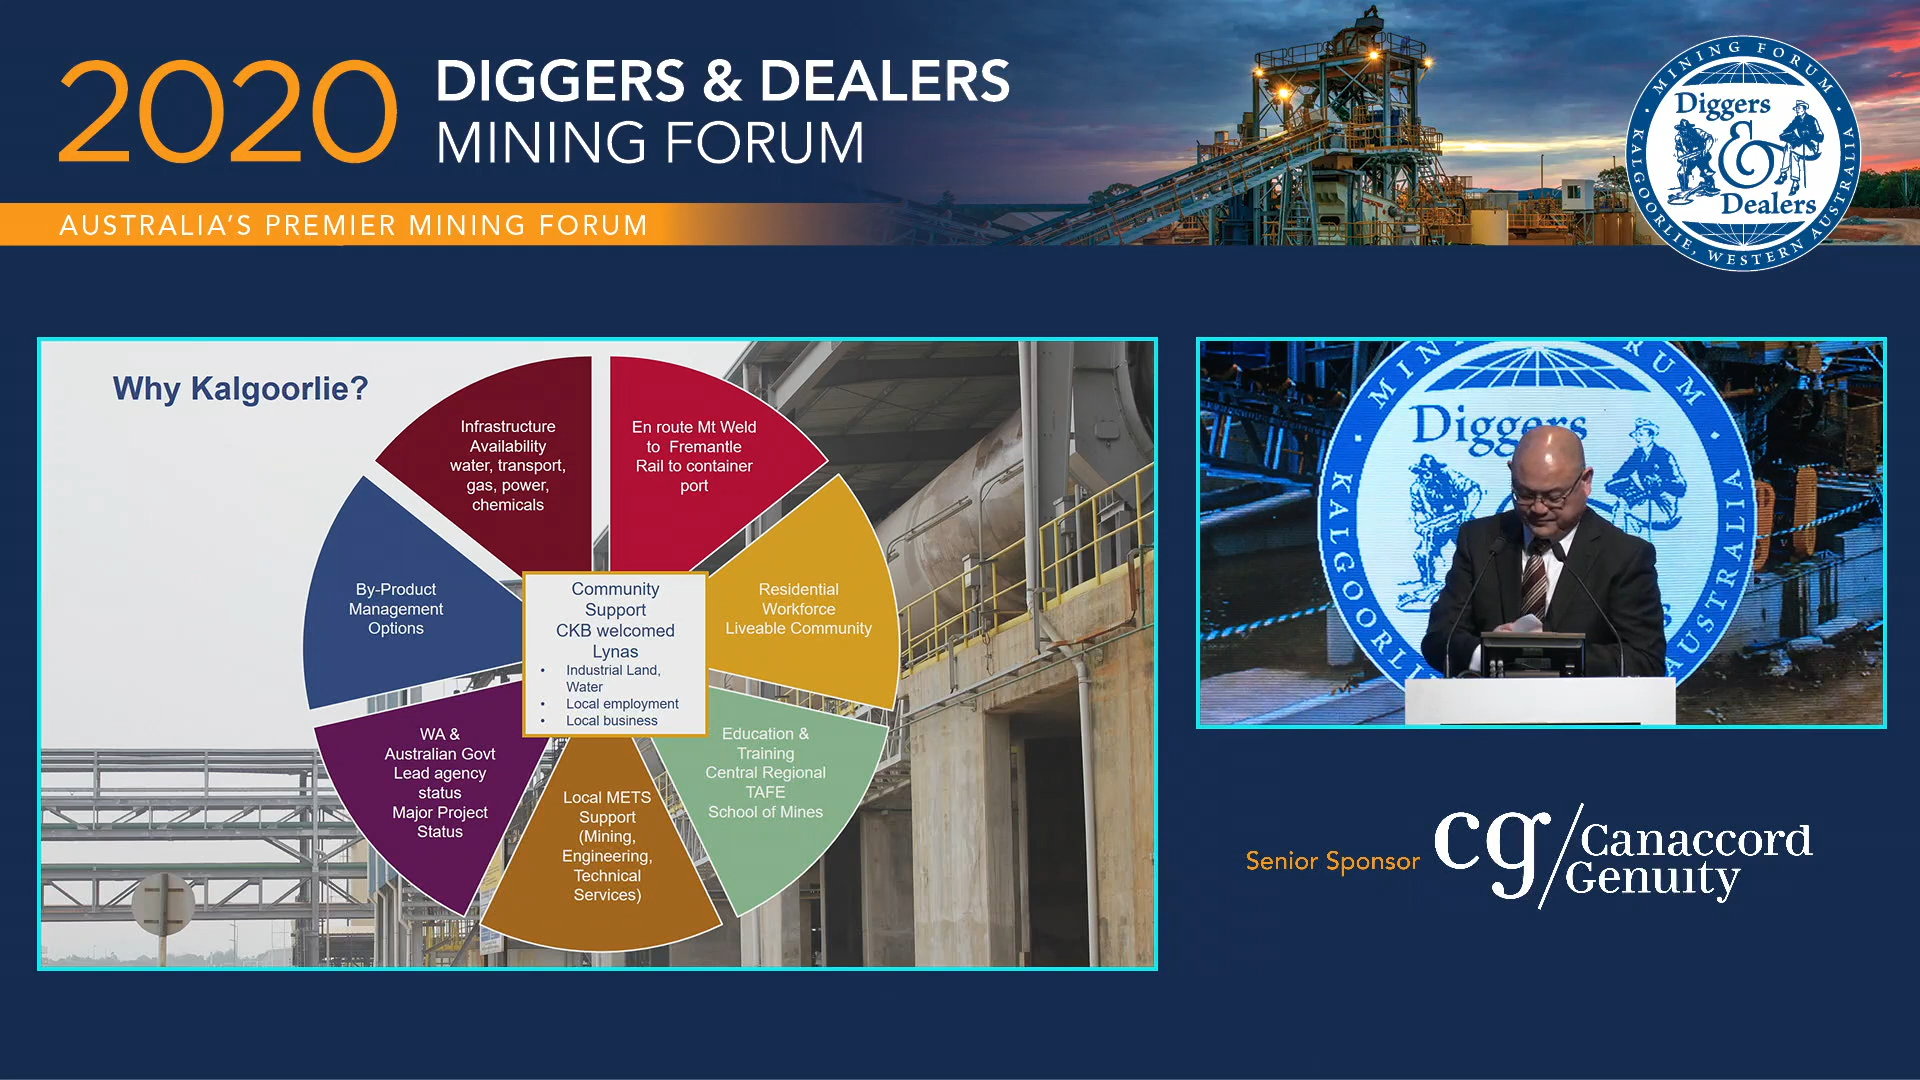 2020
DIGGERS & DEALERS
MINING FORUM
AUSTRALIA'S PREMIER MINING FORUM
MINING FORUM
Diggers
&
Dealers
KALGOORLIE, WESTERN AUSTRALIA
Why Kalgoorlie?
Infrastructure
Availability
water, transport,
gas, power,
chemicals
En route Mt Weld
to Fremantle
Rail to container
port
Residential
Workforce
Liveable Community
Education &
Training
Central Regional
TAFE
School of Mines
Local METS
Support
(Mining,
Engineering,
Technical
Services)
WA &
Australian Govt
Lead agency
status
Major Project
Status
By-Product
Management
Options
Community
Support
CKB welcomed
Lynas
• Industrial Land,
Water
• Local employment
• Local business
Diggers
KALGOORLI
AUSTRALIA
Senior Sponsor
cg/Canaccord
Genuity